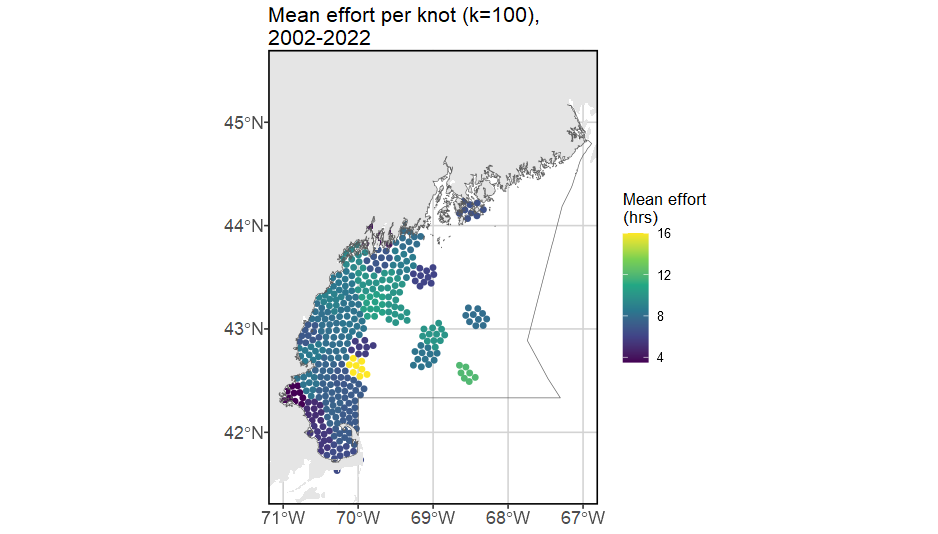 Mean effort per knot (k=100),
2002-2022
45°N
44°N
43°N
42°N
71°W 70°W 69°W 68°W 67°W
Mean effort
(hrs)
16
12
8
4